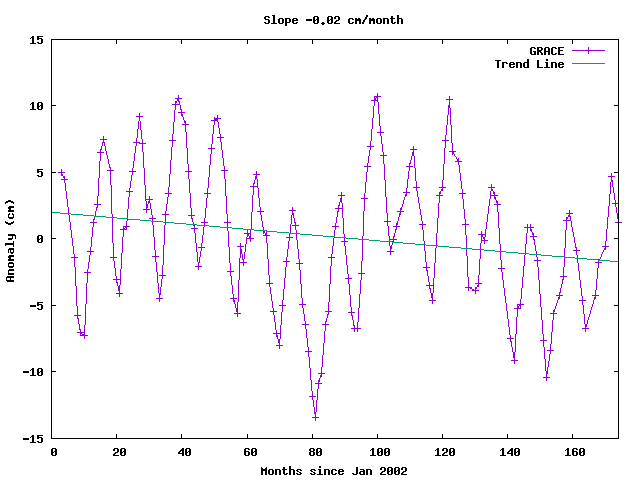 Slope -0.02 cm/month
GRACE
Trend Line
Anomaly (cm)
15
10
5
0
-5
-10
-15
0 20 40 60 80 100 120 140 160
Months since Jan 2002